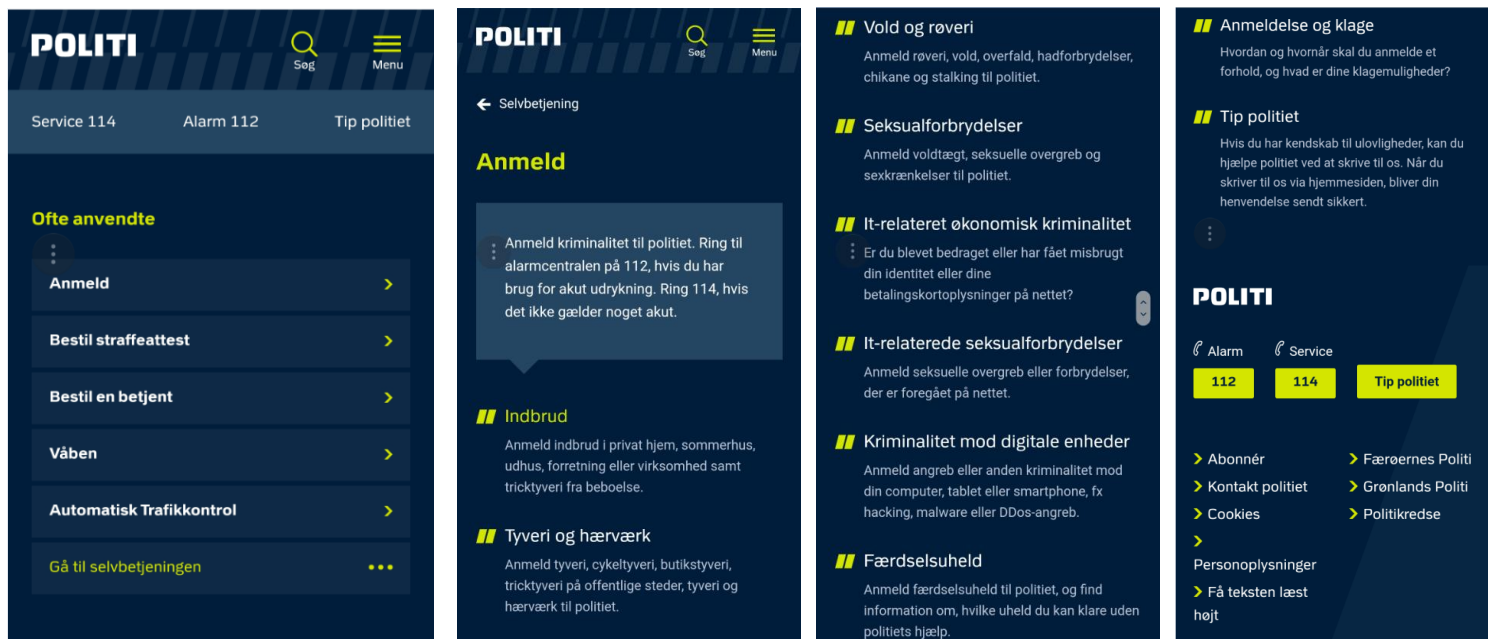 POLITI
Søg
Menu
Service 114
Alarm 112
Tip politiet
Ofte anvendte
Anmeld
Bestil straffeattest
Bestil en betjent
Våben
Automatisk Trafikkontrol
Gå til selvbetjeningen
POLITI
Søg
Menu
Selvbetjening
Anmeld
Anmeld kriminalitet til politiet. Ring til
alarmcentralen på 112, hvis du har
brug for akut udrykning. Ring 114, hvis
det ikke gælder noget akut.
Indbrud
Anmeld indbrud i privat hjem, sommerhus,
udhus, forretning eller virksomhed samt
tricktyveri fra beboelse.
Tyveri og hærværk
Anmeld tyveri, cykeltyveri, butikstyveri,
tricktyveri på offentlige steder, tyveri og
hærværk til politiet.
Vold og røveri
Anmeld røveri, vold, overfald, hadforbrydelser,
chikane og stalking til politiet.
Seksualforbrydelser
Anmeld voldtægt, seksuelle overgreb og
sexkrænkelser til politiet.
It-relateret økonomisk kriminalitet
Er du blevet bedraget eller har fået misbrugt
din identitet eller dine
betalingskortoplysninger på nettet?
It-relaterede seksualforbrydelser
Anmeld seksuelle overgreb eller forbrydelser,
der er foregået på nettet.
Kriminalitet mod digitale enheder
Anmeld angreb eller anden kriminalitet mod
din computer, tablet eller smartphone, fx
hacking, malware eller DDos-angreb.
Færdselsuheld
Anmeld færdselsuheld til politiet, og find
information om, hvilke uheld du kan klare uden
politiets hjælp.
Anmeldelse og klage
Hvordan og hvornår skal du anmelde et
forhold, og hvad er dine klagemuligheder?
Tip politiet
Hvis du har kendskab til ulovligheder, kan du
hjælpe politiet ved at skrive til os. Når du
skriver til os via hjemmesiden, bliver din
henvendelse sendt sikkert.
POLITI
Alarm
Service
112
114
Tip politiet
Abonnér
Kontakt politiet
Cookies
Personoplysninger
Få teksten læst
højt
Færøernes Politi
Grønlands Politi
Politikredse